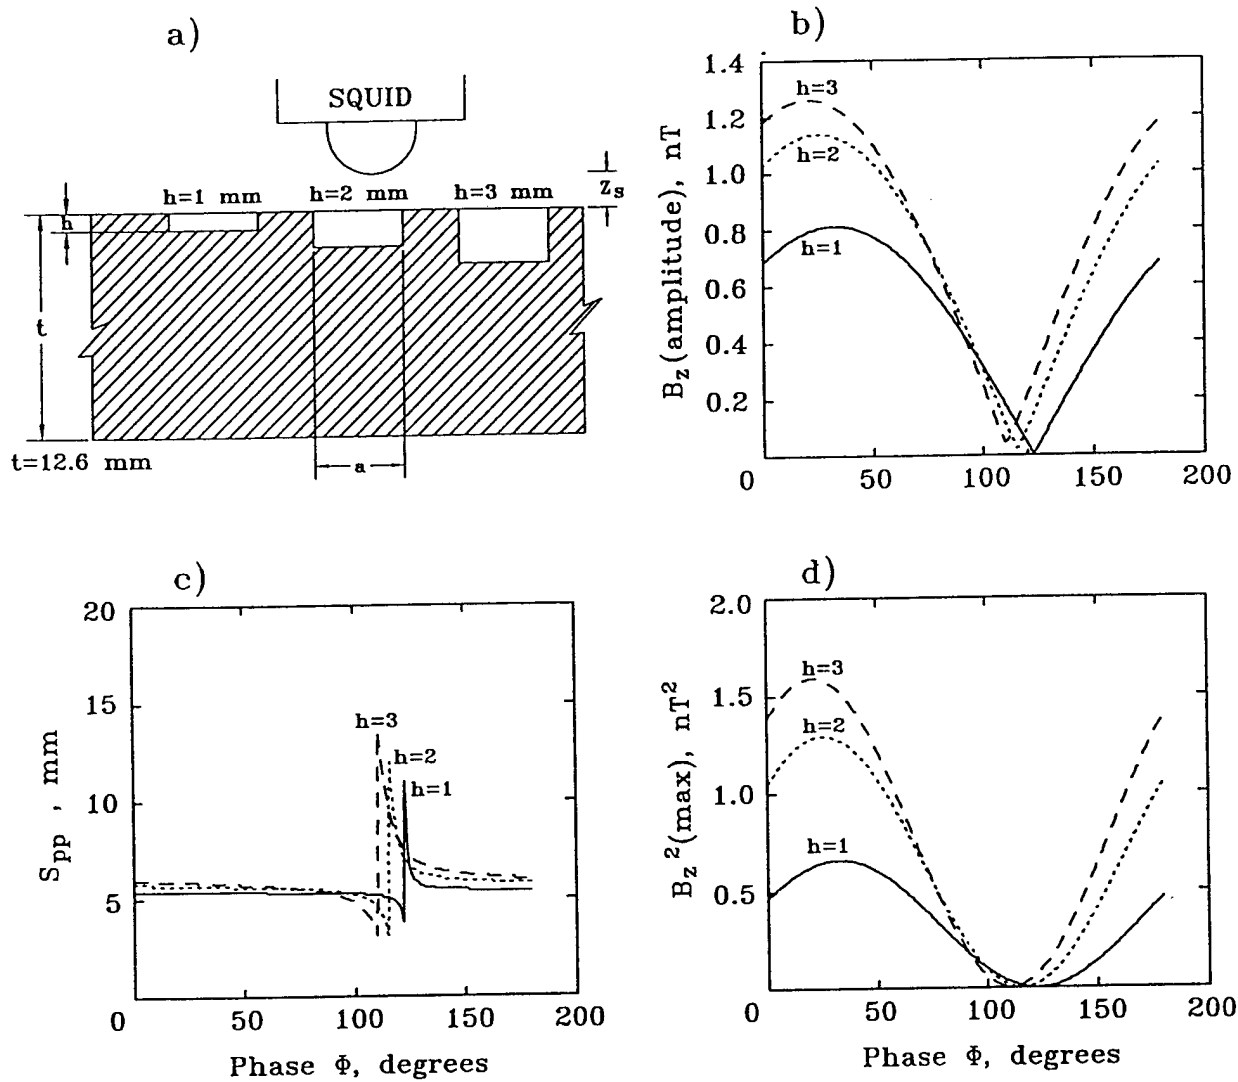 a)
SQUID
h=1 mm
h=2 mm
h=3 mm
Zs
h
t
t=12.6 mm
a
b)
Bz(amplitude), nT
1.4
1.2
1.0
0.8
0.6
0.4
0.2
0
50
100
150
200
h=3
h=2
h=1
c)
Spp , mm
20
15
10
5
0
50
100
150
200
h=3
h=2
h=1
Phase Φ, degrees
d)
Bz²(max), nT²
2.0
1.5
1.0
0.5
0
50
100
150
200
h=3
h=2
h=1
Phase Φ, degrees